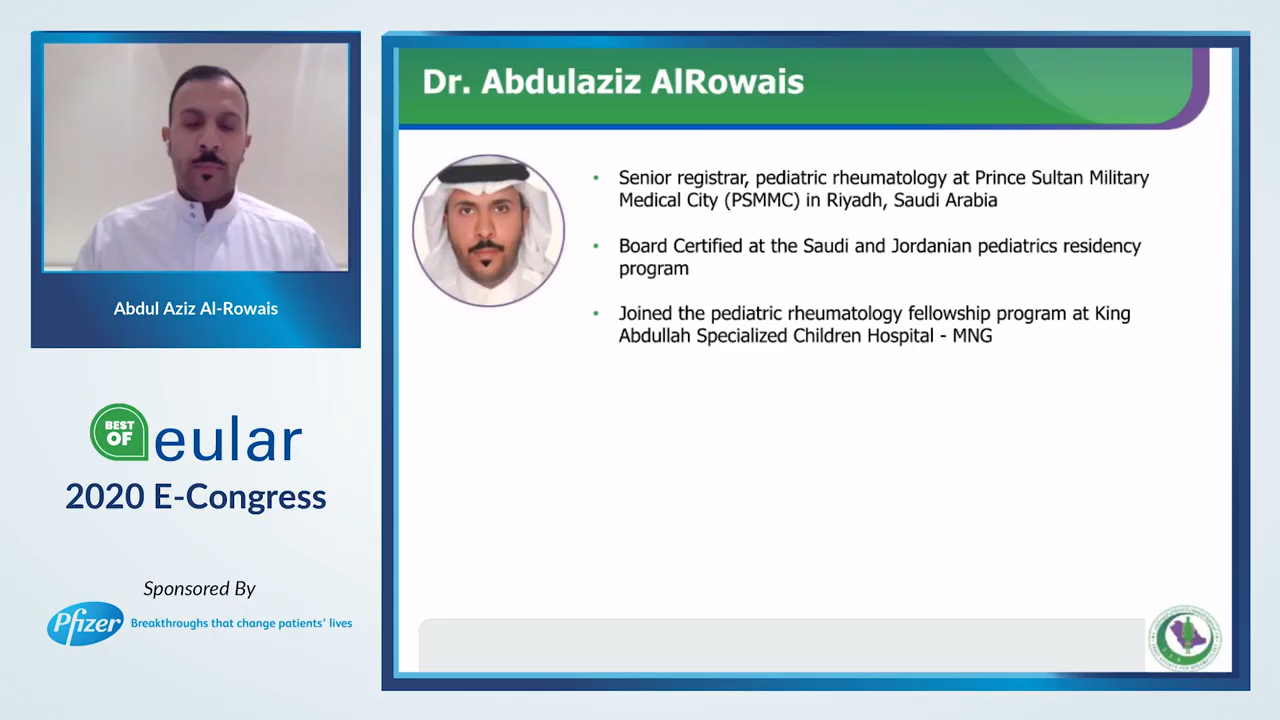 Abdul Aziz Al-Rowais
BEST
OF
eular
2020 E-Congress
Sponsored By
Pfizer
Breakthroughs that change patients' lives
Dr. Abdulaziz AlRowais
• Senior registrar, pediatric rheumatology at Prince Sultan Military
Medical City (PSMMC) in Riyadh, Saudi Arabia
• Board Certified at the Saudi and Jordanian pediatrics residency
program
• Joined the pediatric rheumatology fellowship program at King
Abdullah Specialized Children Hospital - MNG